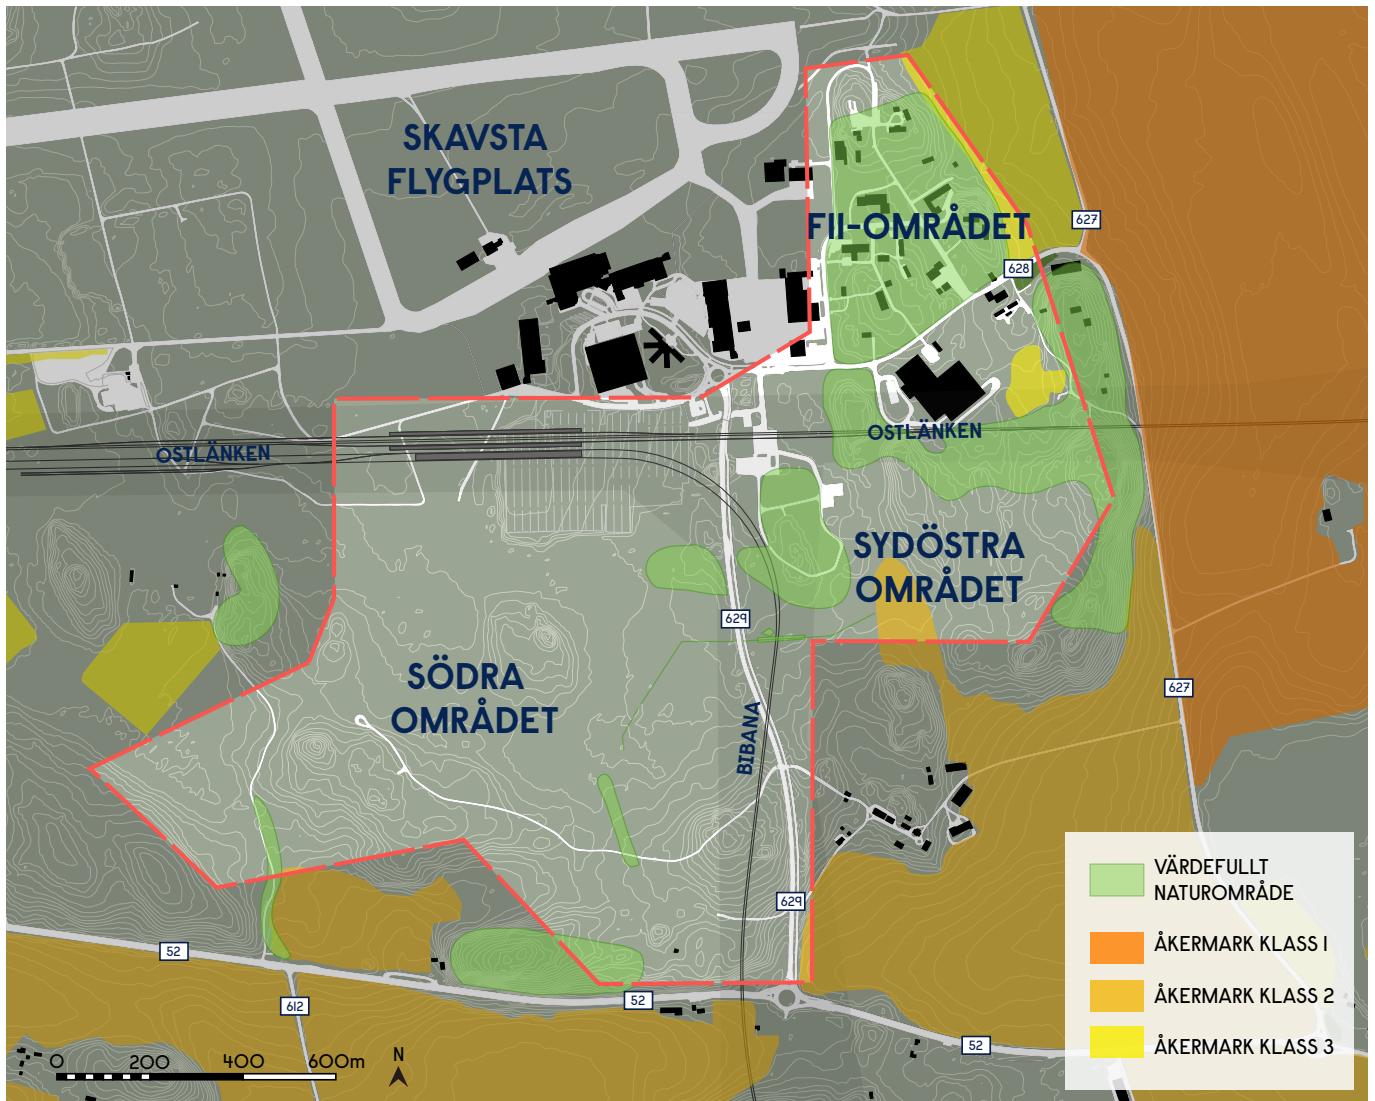 SKAVSTA
FLYGPLATS
FII-OMRÅDET
627
628
OSTLÄNKEN
OSTLÄNKEN
SYDÖSTRA
OMRÅDET
629
SÖDRA
OMRÅDET
627
BIBANA
VÄRDEFULLT
NATUROMRÅDE
629
52
ÅKERMARK KLASS 1
ÅKERMARK KLASS 2
52
612
52
ÅKERMARK KLASS 3
0 200 400 600m
N